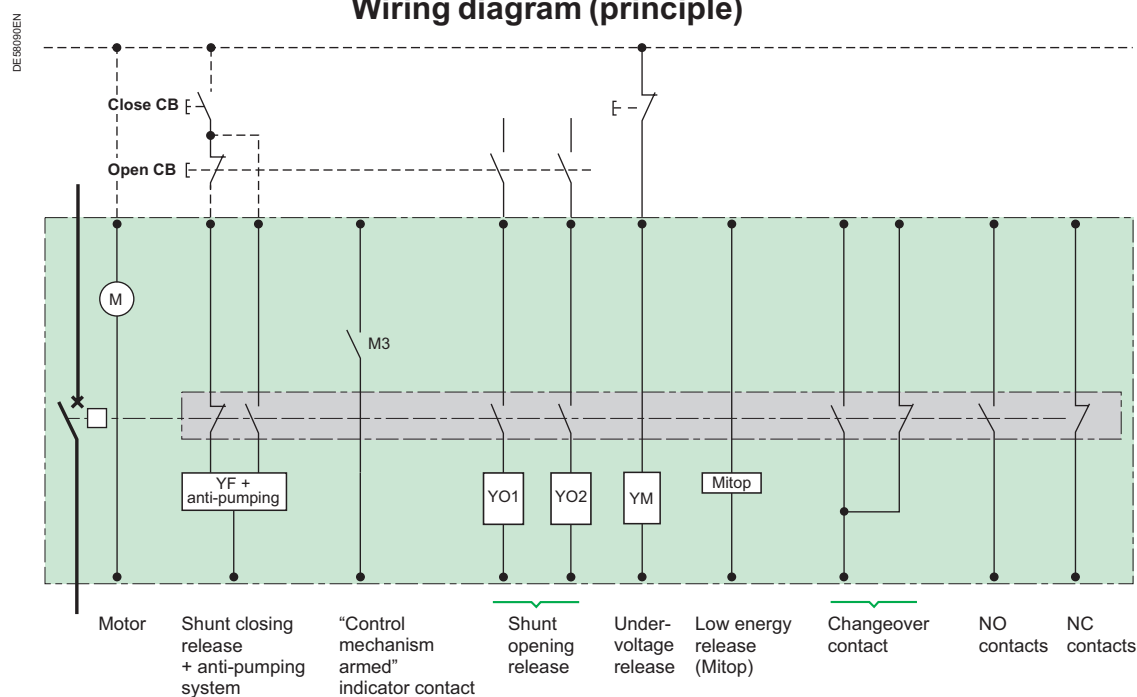 Wiring diagram (principle)
DE58090EN
Close CB
Open CB
M
M3
YF +
anti-pumping
YO1
YO2
YM
Mitop
Motor
Shunt closing
release
+ anti-pumping
system
“Control
mechanism
armed”
indicator contact
Shunt
opening
release
Under-
voltage
release
Low energy
release
(Mitop)
Changeover
contact
NO
contacts
NC
contacts